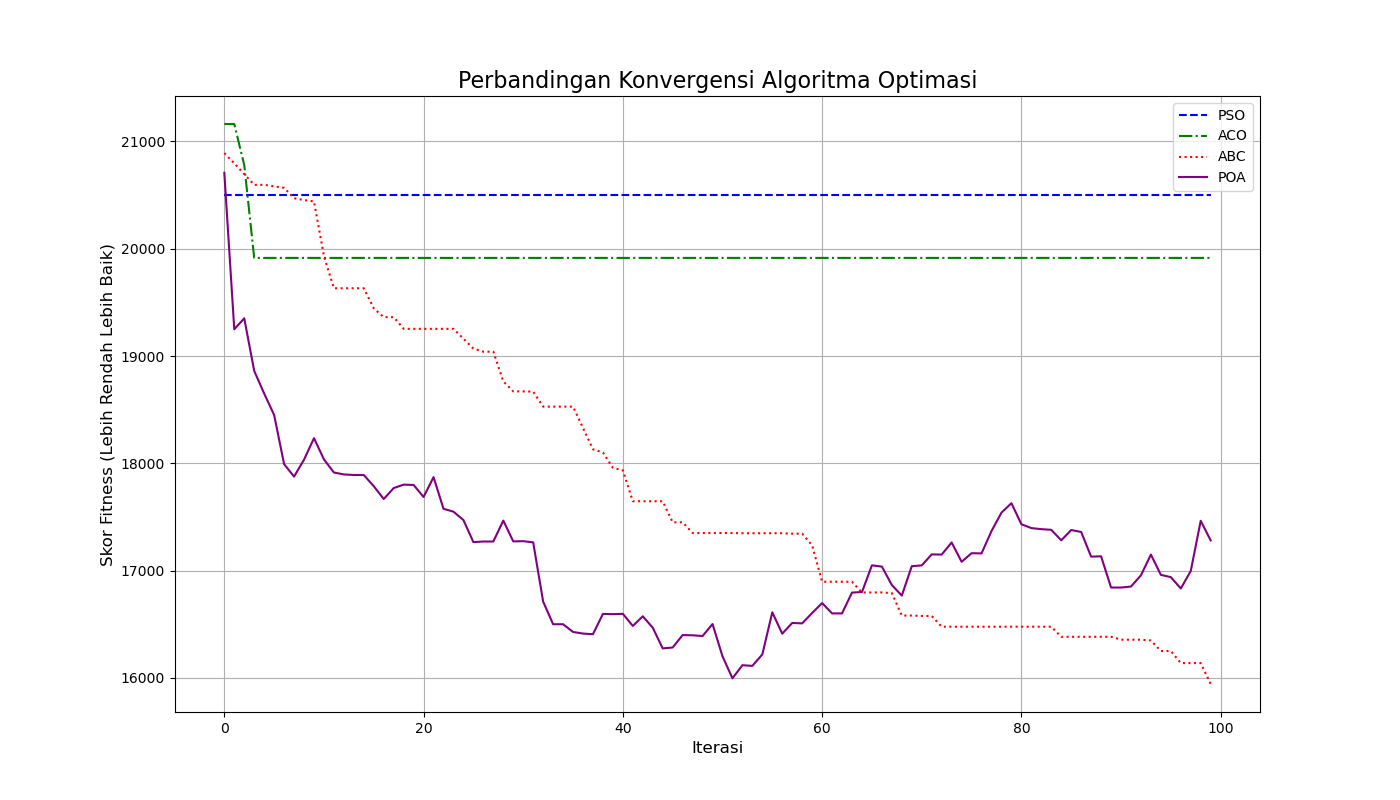 Perbandingan Konvergensi Algoritma Optimasi
PSO
ACO
ABC
POA
Skor Fitness (Lebih Rendah Lebih Baik)
21000
20000
19000
18000
17000
16000
0 20 40 60 80 100
Iterasi